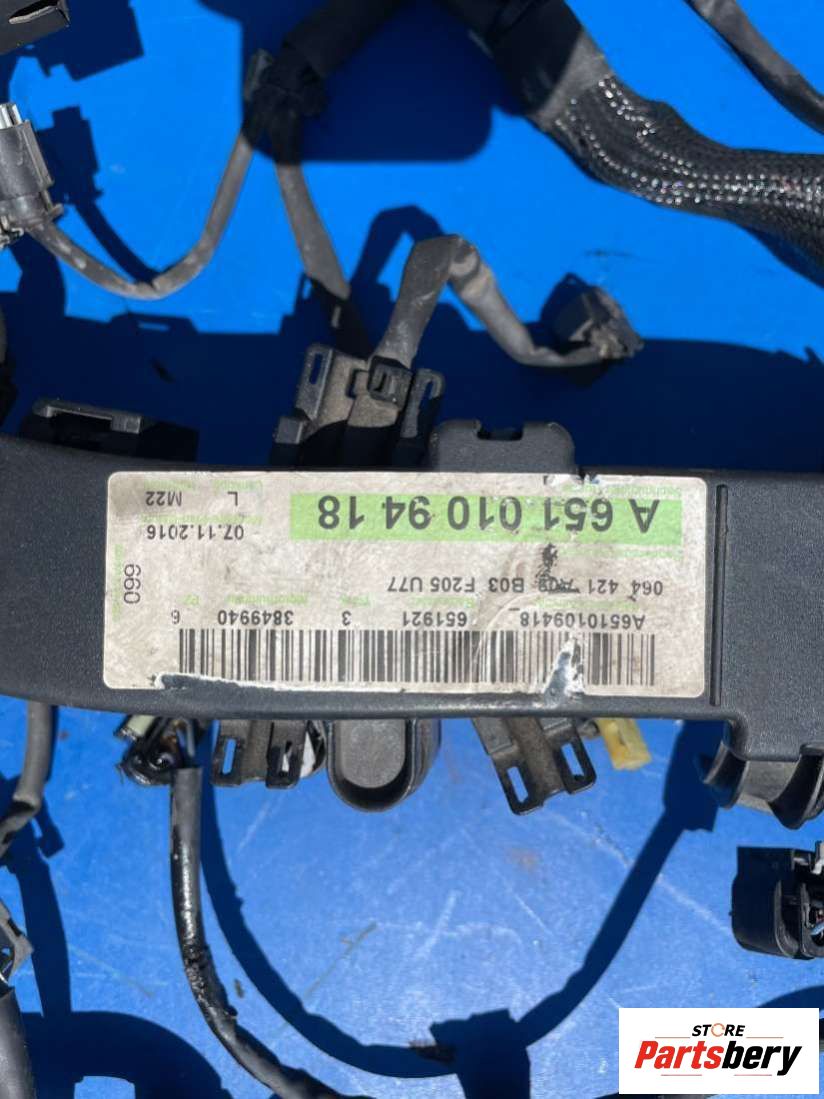 A6510109418 651921 3 3849940 6
064 421 B03 F205 U77
099
A 651 010 94 18
07.11.2016
L M22
STORE
Partsbery